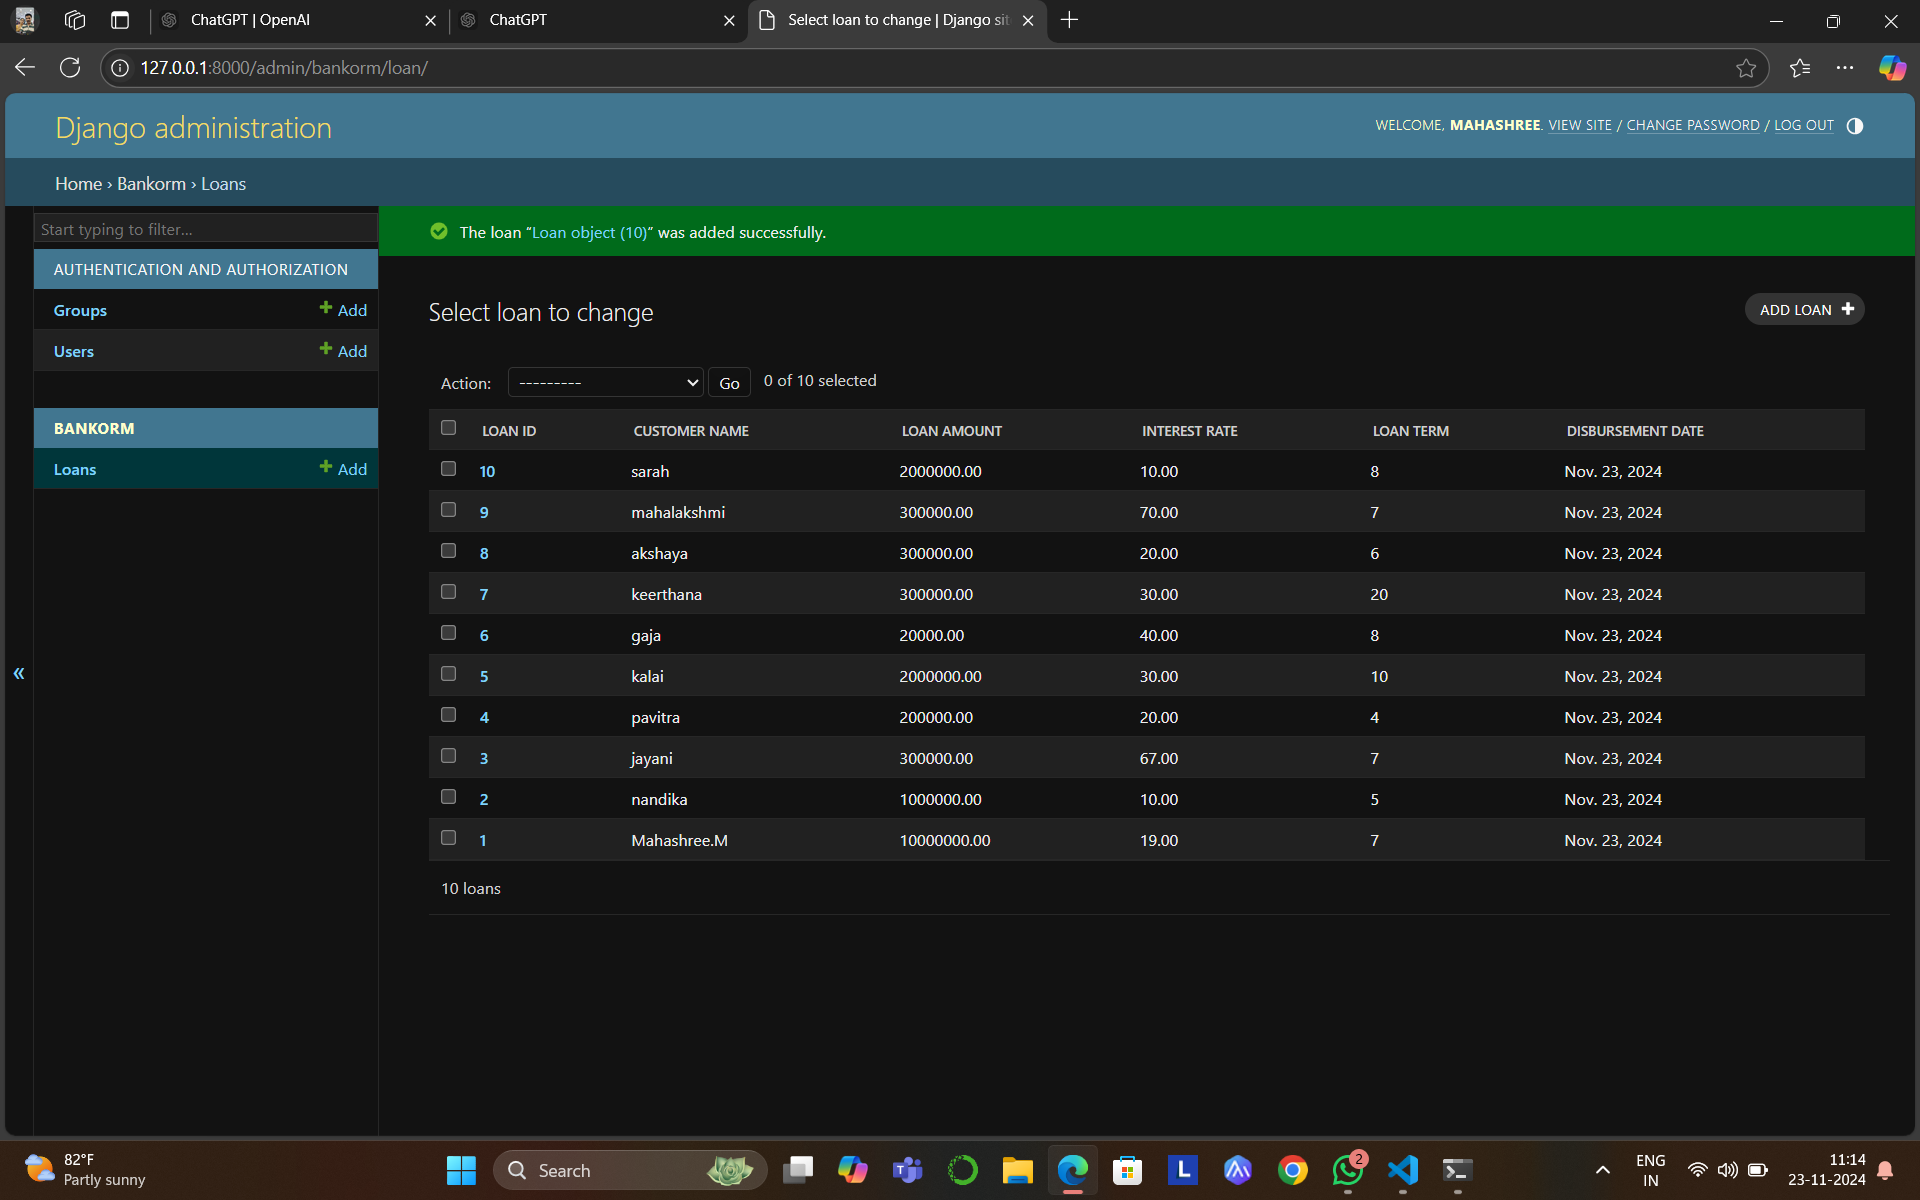 ChatGPT | OpenAI
ChatGPT
Select loan to change | Django sit
127.0.0.1:8000/admin/bankorm/loan/
Django administration
WELCOME, MAHASHREE. VIEW SITE / CHANGE PASSWORD / LOG OUT
Home › Bankorm › Loans
Start typing to filter...
The loan “Loan object (10)” was added successfully.
AUTHENTICATION AND AUTHORIZATION
Groups + Add
Users + Add
BANKORM
Loans + Add
«
Select loan to change
ADD LOAN +
Action: --------- Go 0 of 10 selected
LOAN ID CUSTOMER NAME LOAN AMOUNT INTEREST RATE LOAN TERM DISBURSEMENT DATE
10 sarah 2000000.00 10.00 8 Nov. 23, 2024
9 mahalakshmi 300000.00 70.00 7 Nov. 23, 2024
8 akshaya 300000.00 20.00 6 Nov. 23, 2024
7 keerthana 300000.00 30.00 20 Nov. 23, 2024
6 gaja 20000.00 40.00 8 Nov. 23, 2024
5 kalai 2000000.00 30.00 10 Nov. 23, 2024
4 pavitra 200000.00 20.00 4 Nov. 23, 2024
3 jayani 300000.00 67.00 7 Nov. 23, 2024
2 nandika 1000000.00 10.00 5 Nov. 23, 2024
1 Mahashree.M 10000000.00 19.00 7 Nov. 23, 2024
10 loans
82°F
Partly sunny
Search
L
2
ENG
IN
11:14
23-11-2024